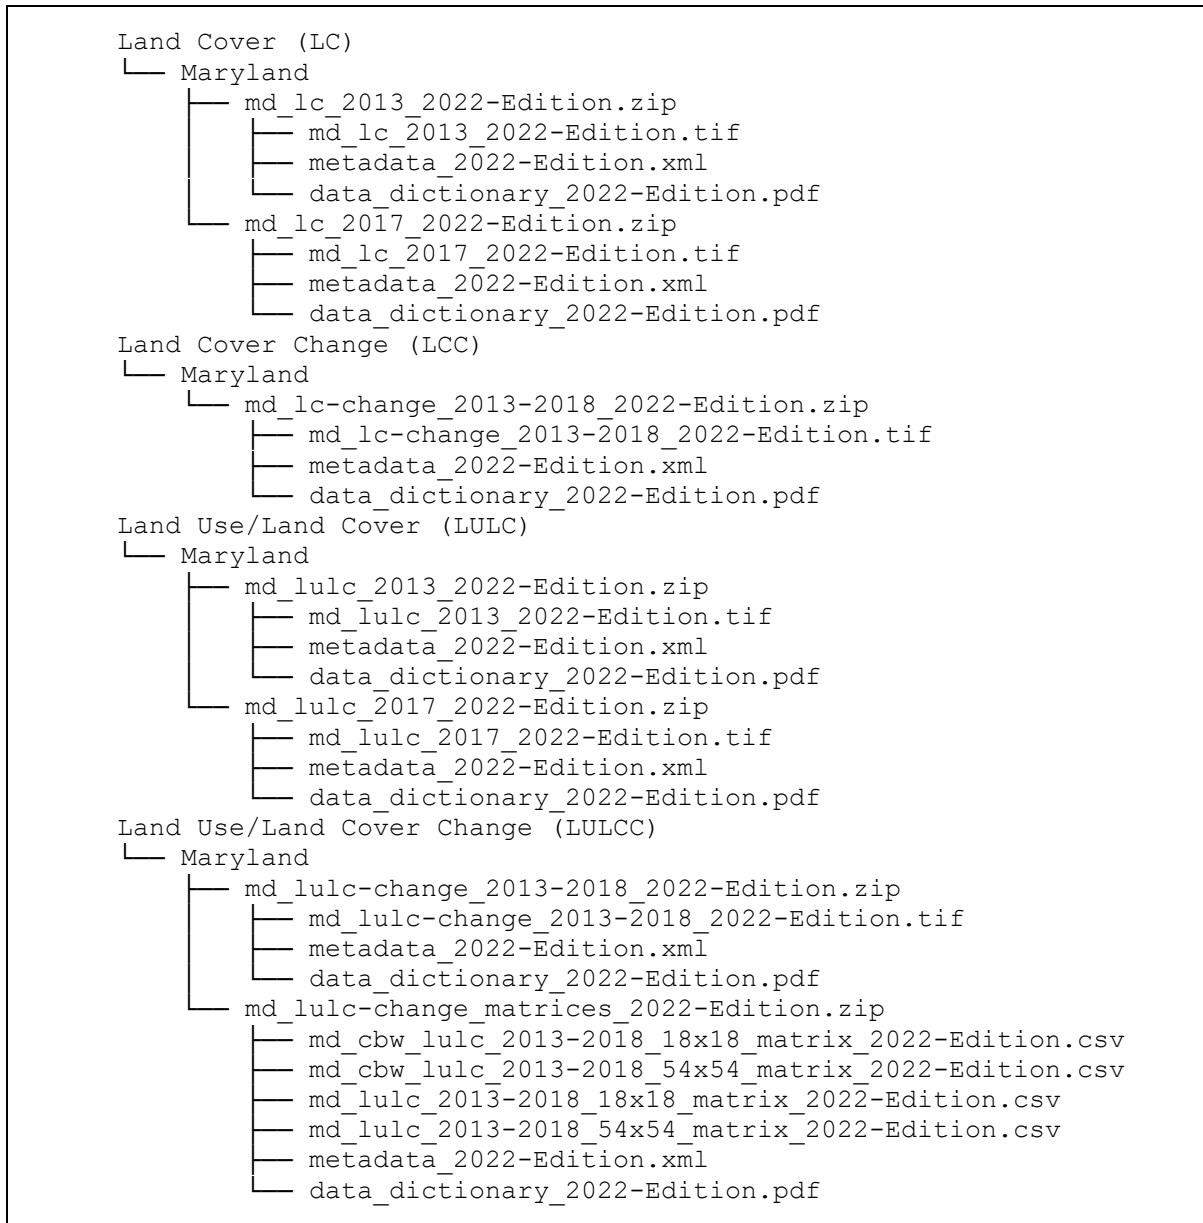 Land Cover (LC)
└── Maryland
    ├── md_lc_2013_2022-Edition.zip
    │   ├── md_lc_2013_2022-Edition.tif
    │   ├── metadata_2022-Edition.xml
    │   └── data_dictionary_2022-Edition.pdf
    └── md_lc_2017_2022-Edition.zip
        ├── md_lc_2017_2022-Edition.tif
        ├── metadata_2022-Edition.xml
        └── data_dictionary_2022-Edition.pdf
Land Cover Change (LCC)
└── Maryland
    └── md_lc-change_2013-2018_2022-Edition.zip
        ├── md_lc-change_2013-2018_2022-Edition.tif
        ├── metadata_2022-Edition.xml
        └── data_dictionary_2022-Edition.pdf
Land Use/Land Cover (LULC)
└── Maryland
    ├── md_lulc_2013_2022-Edition.zip
    │   ├── md_lulc_2013_2022-Edition.tif
    │   ├── metadata_2022-Edition.xml
    │   └── data_dictionary_2022-Edition.pdf
    └── md_lulc_2017_2022-Edition.zip
        ├── md_lulc_2017_2022-Edition.tif
        ├── metadata_2022-Edition.xml
        └── data_dictionary_2022-Edition.pdf
Land Use/Land Cover Change (LULCC)
└── Maryland
    ├── md_lulc-change_2013-2018_2022-Edition.zip
    │   ├── md_lulc-change_2013-2018_2022-Edition.tif
    │   ├── metadata_2022-Edition.xml
    │   └── data_dictionary_2022-Edition.pdf
    └── md_lulc-change_matrices_2022-Edition.zip
        ├── md_cbw_lulc_2013-2018_18x18_matrix_2022-Edition.csv
        ├── md_cbw_lulc_2013-2018_54x54_matrix_2022-Edition.csv
        ├── md_lulc_2013-2018_18x18_matrix_2022-Edition.csv
        ├── md_lulc_2013-2018_54x54_matrix_2022-Edition.csv
        ├── metadata_2022-Edition.xml
        └── data_dictionary_2022-Edition.pdf